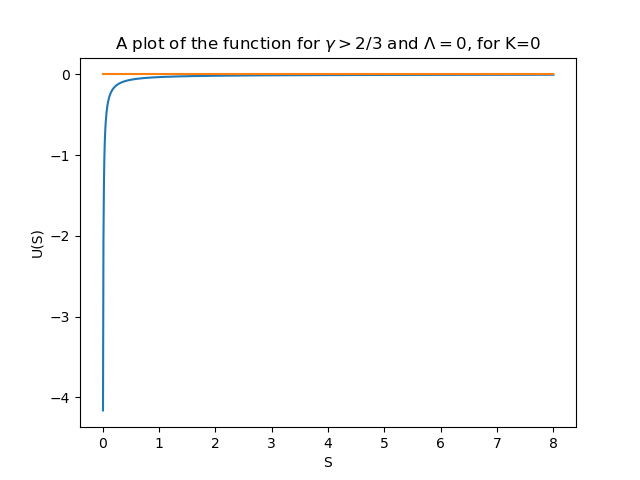 A plot of the function for γ > 2/3 and Λ = 0, for K=0
0
−1
−2
−3
−4
U(S)
0 1 2 3 4 5 6 7 8
S